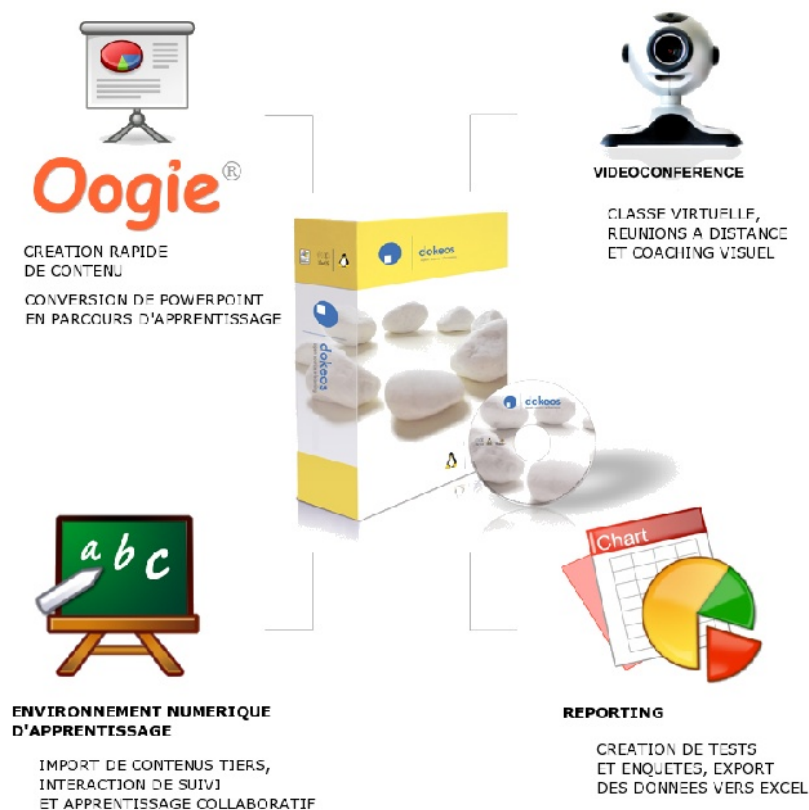 Oogie®
CREATION RAPIDE
DE CONTENU
CONVERSION DE POWERPOINT
EN PARCOURS D'APPRENTISSAGE
VIDEOCONFERENCE
CLASSE VIRTUELLE,
REUNIONS A DISTANCE
ET COACHING VISUEL
dokeos
dokeos
dokeos
a b c
ENVIRONNEMENT NUMERIQUE
D'APPRENTISSAGE
IMPORT DE CONTENUS TIERS,
INTERACTION DE SUIVI
ET APPRENTISSAGE COLLABORATIF
Chart
REPORTING
CREATION DE TESTS
ET ENQUETES, EXPORT
DES DONNEES VERS EXCEL